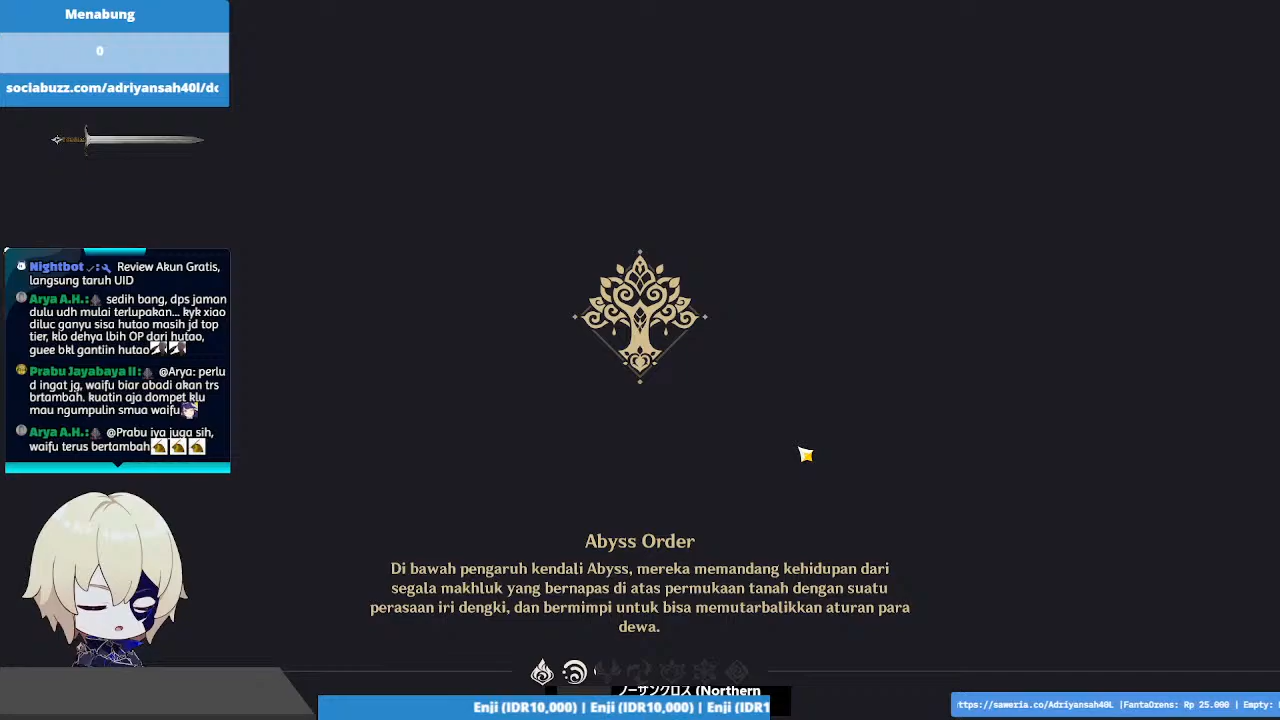 Menabung
0
sociabuzz.com/adriyansah40l/dc
Nightbot : Review Akun Gratis,
langsung taruh UID
Arya A.H.: sedih bang, dps jaman
dulu udh mulai terlupakan... kyk xiao
diluc ganyu sisa hutao masih jd top
tier, klo dehya lbih OP dari hutao,
guee bkl gantiin hutao
Prabu Jayabaya II: @Arya: perlu
d ingat jg, waifu biar abadi akan trs
brtambah. kuatin aja dompet klu
mau ngumpulin smua waifu
Arya A.H.: @Prabu iya juga sih,
waifu terus bertambah
Abyss Order
Di bawah pengaruh kendali Abyss, mereka memandang kehidupan dari
segala makhluk yang bernapas di atas permukaan tanah dengan suatu
perasaan iri dengki, dan bermimpi untuk bisa memutarbalikkan aturan para
dewa.
ノーザンクロス (Northern
Enji (IDR10,000) | Enji (IDR10,000) | Enji (IDR1
ttps://saweria.co/Adriyansah40L |FantaOrens: Rp 25.000 | Empty: